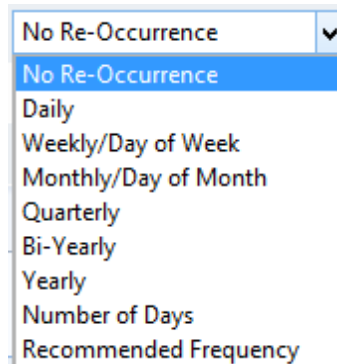 No Re-Occurrence
No Re-Occurrence
Daily
Weekly/Day of Week
Monthly/Day of Month
Quarterly
Bi-Yearly
Yearly
Number of Days
Recommended Frequency